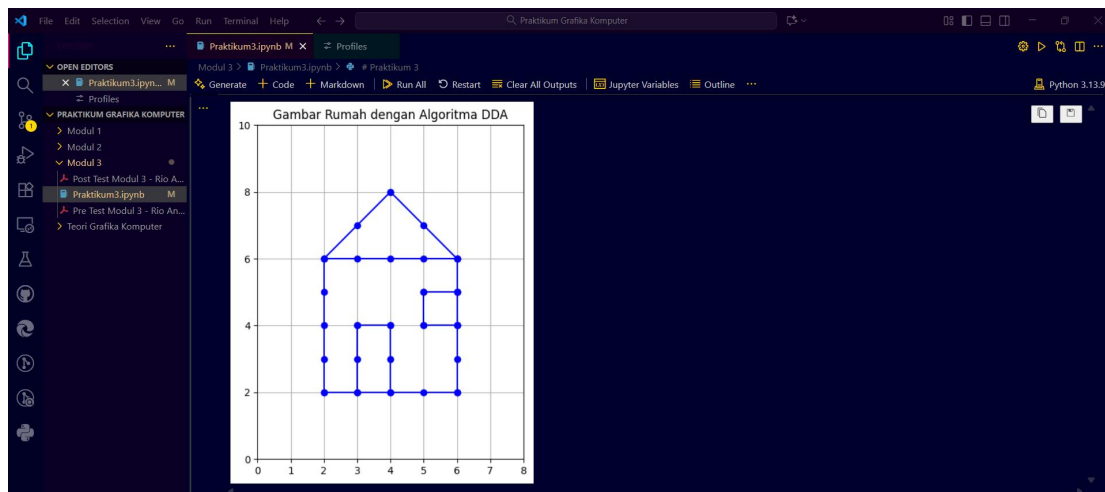 File Edit Selection View Go Run Terminal Help
Praktikum Grafika Komputer
Praktikum3.ipynb M
Profiles
OPEN EDITORS
Praktikum3.ipyn... M
Profiles
PRAKTIKUM GRAFIKA KOMPUTER
Modul 1
Modul 2
Modul 3
Post Test Modul 3 - Rio A...
Praktikum3.ipynb M
Pre Test Modul 3 - Rio An...
Teori Grafika Komputer
1
Modul 3 > Praktikum3.ipynb > # Praktikum 3
Generate + Code + Markdown Run All Restart Clear All Outputs Jupyter Variables Outline ...
Python 3.13.9
Gambar Rumah dengan Algoritma DDA
10
8
6
4
2
0
0 1 2 3 4 5 6 7 8